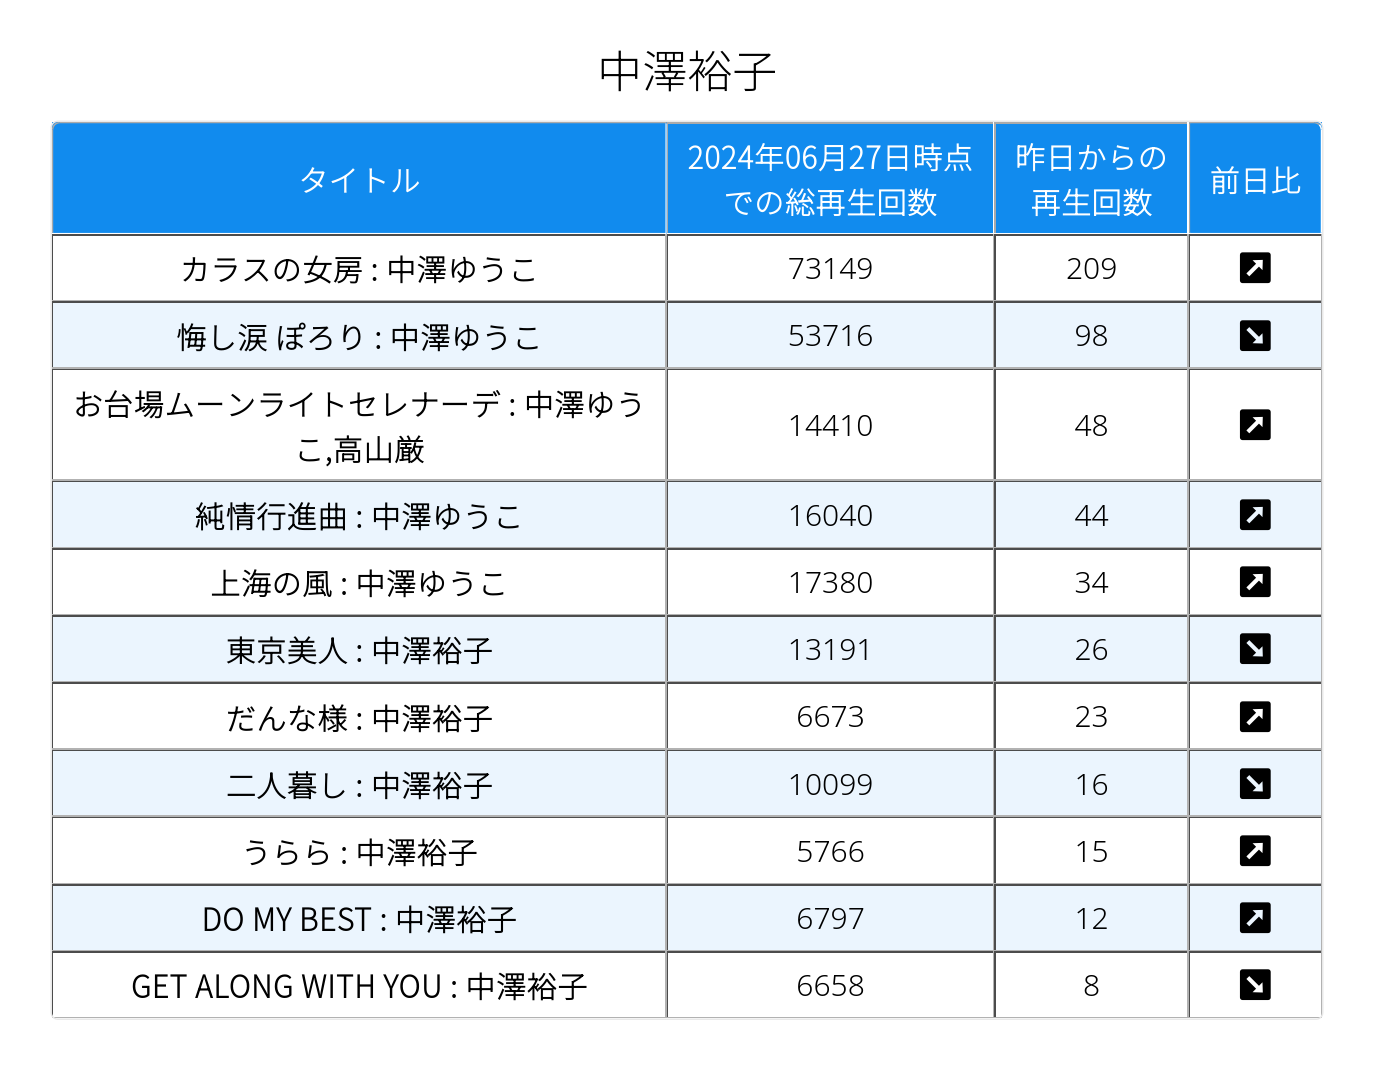 中澤裕子
タイトル
2024年06月27日時点
での総再生回数
昨日からの
再生回数
前日比
カラスの女房 : 中澤ゆうこ
73149
209
悔し涙 ぽろり : 中澤ゆうこ
53716
98
お台場ムーンライトセレナーデ : 中澤ゆう
こ,高山厳
14410
48
純情行進曲 : 中澤ゆうこ
16040
44
上海の風 : 中澤ゆうこ
17380
34
東京美人 : 中澤裕子
13191
26
だんな様 : 中澤裕子
6673
23
二人暮し : 中澤裕子
10099
16
うらら : 中澤裕子
5766
15
DO MY BEST : 中澤裕子
6797
12
GET ALONG WITH YOU : 中澤裕子
6658
8